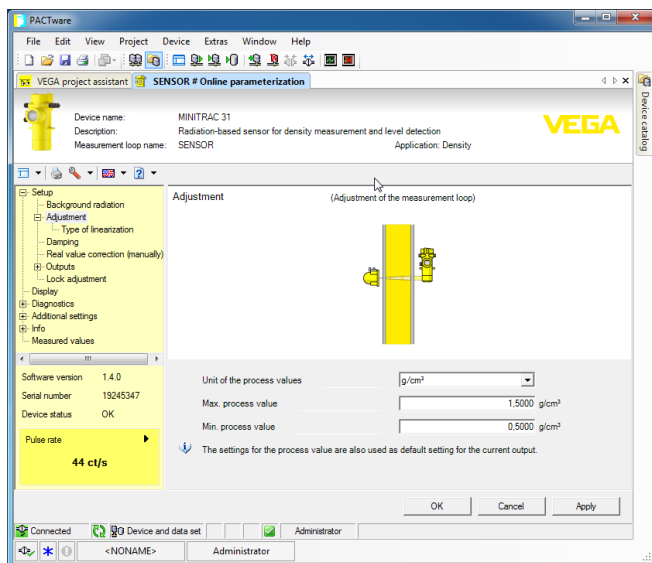 PACTware
File Edit View Project Device Extras Window Help
VEGA project assistant SENSOR # Online parameterization
Device catalog
Device name: MINITRAC 31
Description: Radiation-based sensor for density measurement and level detection
Measurement loop name: SENSOR Application: Density
VEGA
Setup
Background radiation
Adjustment
Type of linearization
Damping
Real value correction (manually)
Outputs
Lock adjustment
Display
Diagnostics
Additional settings
Info
Measured values
Software version 1.4.0
Serial number 19245347
Device status OK
Pulse rate
44 ct/s
Adjustment (Adjustment of the measurement loop)
Unit of the process values g/cm³
Max. process value 1,5000 g/cm³
Min. process value 0,5000 g/cm³
The settings for the process value are also used as default setting for the current output.
OK Cancel Apply
Connected Device and data set Administrator
<NONAME> Administrator